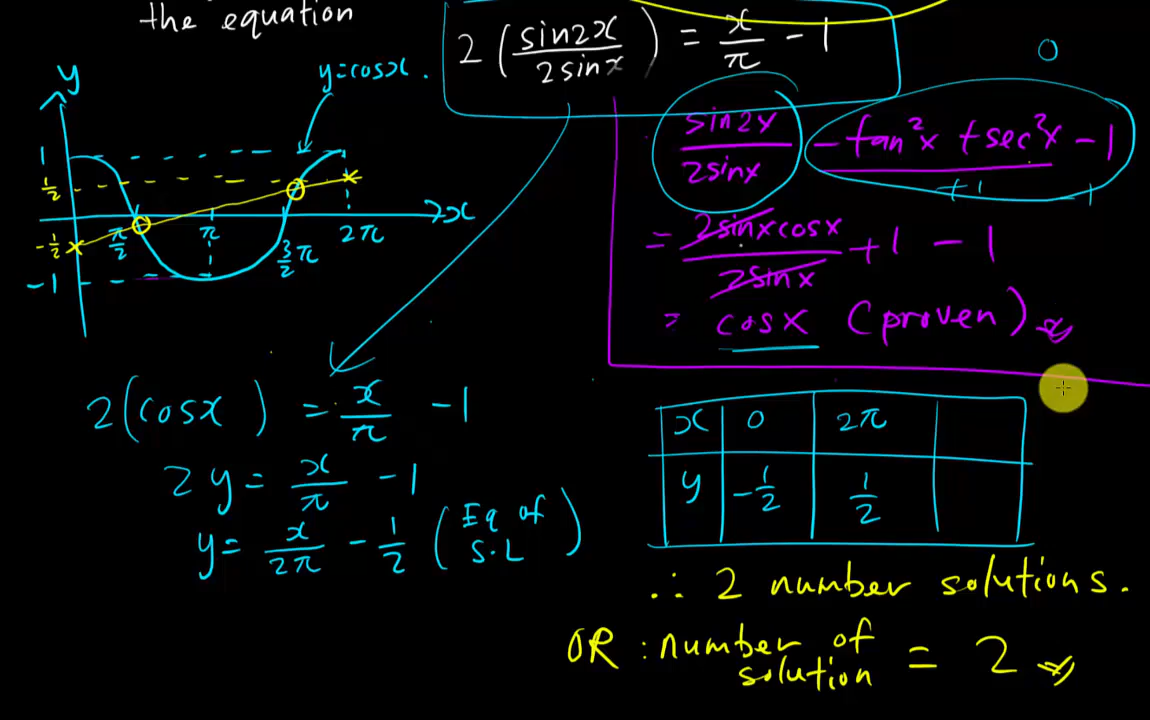 the equation
2 (sin2x / 2sinx) = x/π - 1
y
y=cosx.
1
1/2
-1/2
-1
π/2
π
3/2 π
2π
x
0
sin2x / 2sinx - tan²x + sec²x - 1
+1
= 2sinxcosx / 2sinx + 1 - 1
= cosx (proven)
2(cosx) = x/π - 1
2y = x/π - 1
y = x/2π - 1/2 (Eq of S.L)
x 0 2π
y -1/2 1/2
∴ 2 number solutions.
OR : number of solution = 2